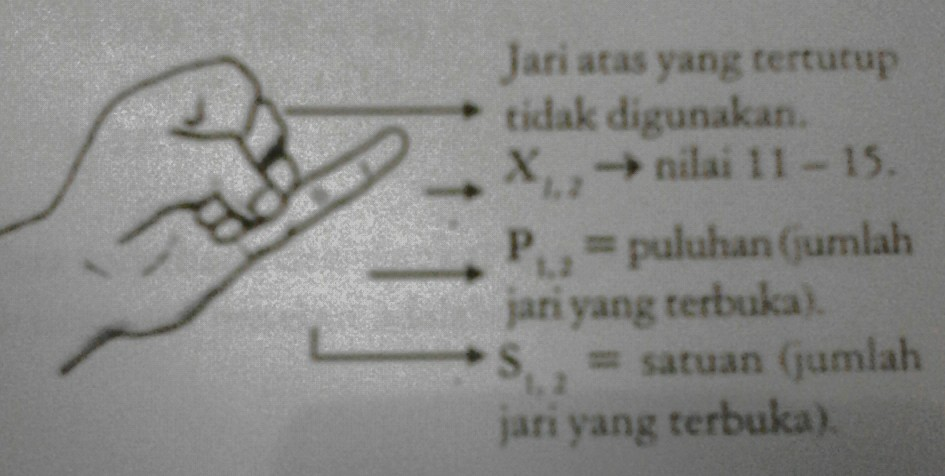 Jari atas yang tertutup
tidak digunakan.
X1, 2 → nilai 11 – 15.
P1, 2 = puluhan (jumlah
jari yang terbuka).
S1, 2 = satuan (jumlah
jari yang terbuka).